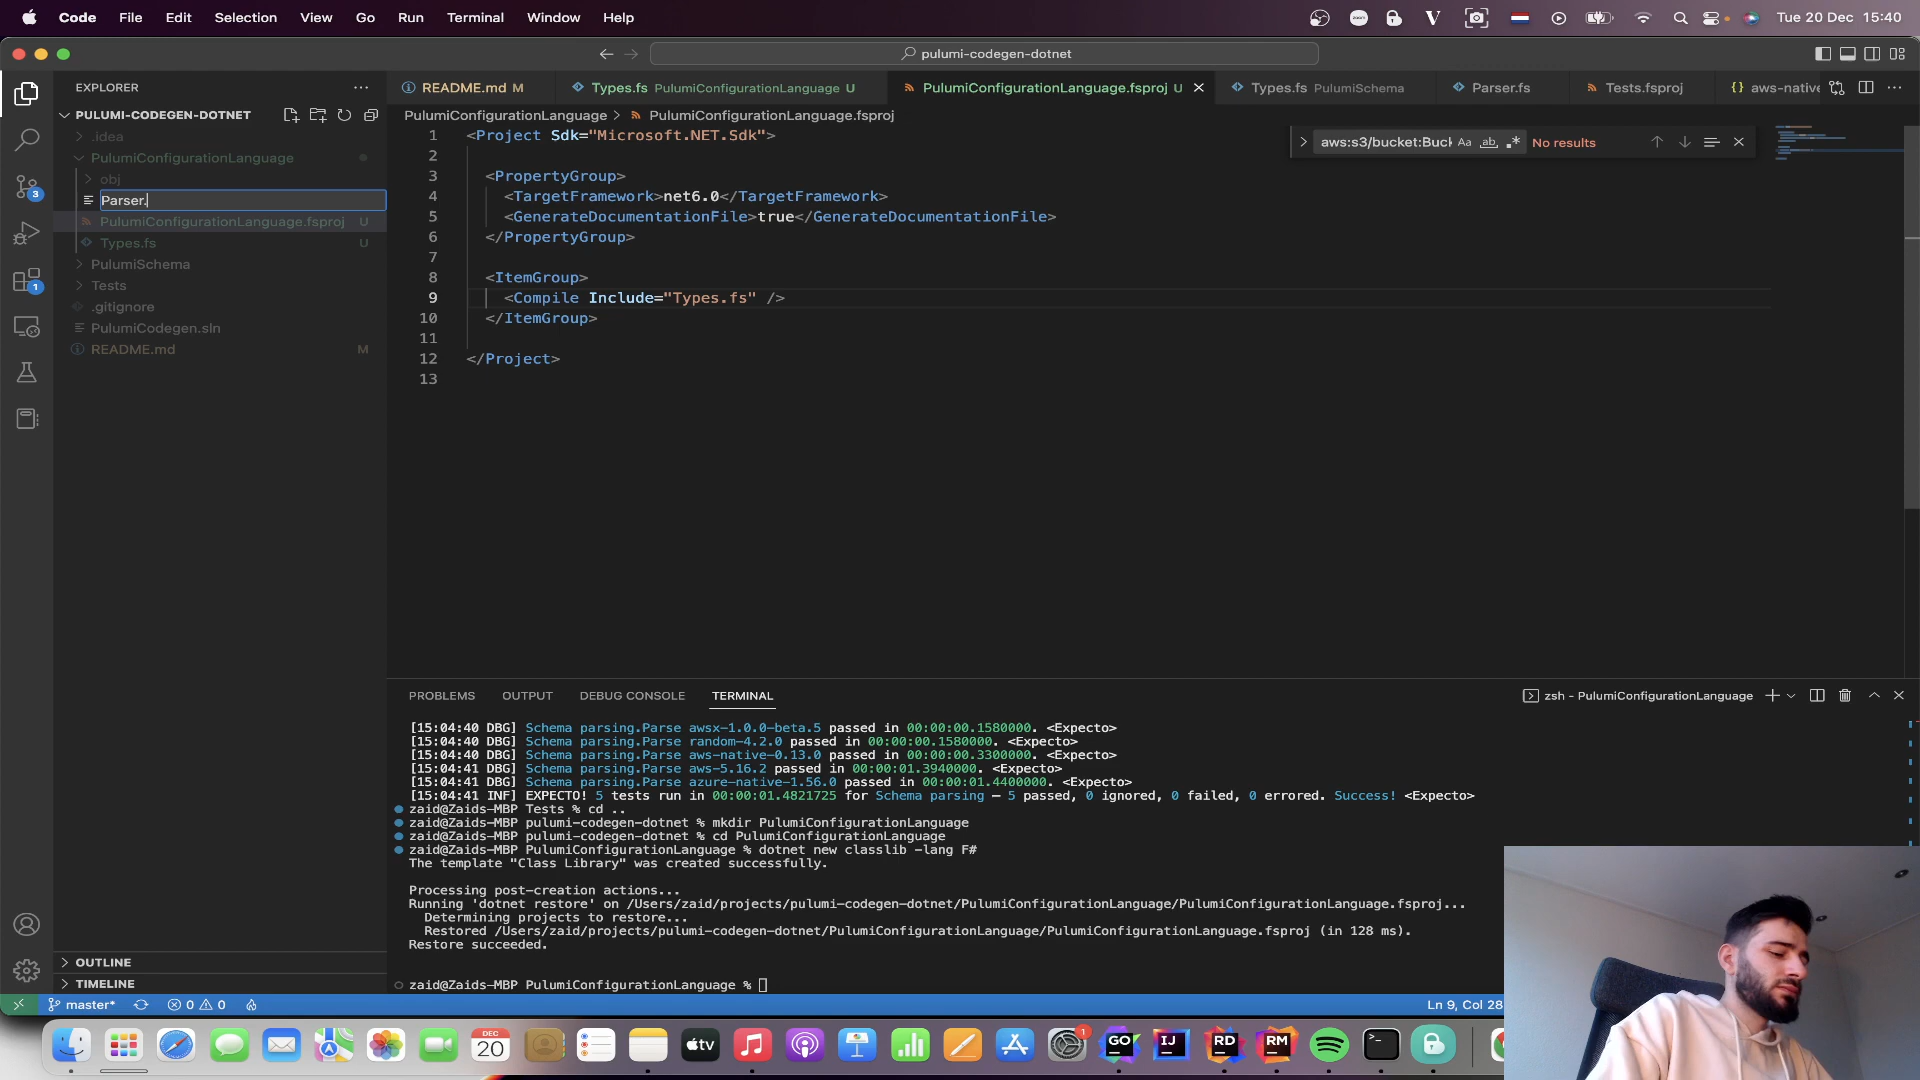 Code File Edit Selection View Go Run Terminal Window Help
Tue 20 Dec 15:40
pulumi-codegen-dotnet
EXPLORER
PULUMI-CODEGEN-DOTNET
.idea
PulumiConfigurationLanguage
obj
Parser.
PulumiConfigurationLanguage.fsproj U
Types.fs U
PulumiSchema
Tests
.gitignore
PulumiCodegen.sln
README.md M
OUTLINE
TIMELINE
3
1
README.md M
Types.fs PulumiConfigurationLanguage U
PulumiConfigurationLanguage.fsproj U
Types.fs PulumiSchema
Parser.fs
Tests.fsproj
{} aws-native
PulumiConfigurationLanguage > PulumiConfigurationLanguage.fsproj
aws:s3/bucket:Buck Aa ab .* No results
1 <Project Sdk="Microsoft.NET.Sdk">
2
3 <PropertyGroup>
4 <TargetFramework>net6.0</TargetFramework>
5 <GenerateDocumentationFile>true</GenerateDocumentationFile>
6 </PropertyGroup>
7
8 <ItemGroup>
9 <Compile Include="Types.fs" />
10 </ItemGroup>
11
12 </Project>
13
PROBLEMS OUTPUT DEBUG CONSOLE TERMINAL
zsh - PulumiConfigurationLanguage
[15:04:40 DBG] Schema parsing.Parse awsx-1.0.0-beta.5 passed in 00:00:00.1580000. <Expecto>
[15:04:40 DBG] Schema parsing.Parse random-4.2.0 passed in 00:00:00.1580000. <Expecto>
[15:04:40 DBG] Schema parsing.Parse aws-native-0.13.0 passed in 00:00:00.3300000. <Expecto>
[15:04:41 DBG] Schema parsing.Parse aws-5.16.2 passed in 00:00:01.3940000. <Expecto>
[15:04:41 DBG] Schema parsing.Parse azure-native-1.56.0 passed in 00:00:01.4400000. <Expecto>
[15:04:41 INF] EXPECTO! 5 tests run in 00:00:01.4821725 for Schema parsing – 5 passed, 0 ignored, 0 failed, 0 errored. Success! <Expecto>
zaid@Zaids-MBP Tests % cd ..
zaid@Zaids-MBP pulumi-codegen-dotnet % mkdir PulumiConfigurationLanguage
zaid@Zaids-MBP pulumi-codegen-dotnet % cd PulumiConfigurationLanguage
zaid@Zaids-MBP PulumiConfigurationLanguage % dotnet new classlib -lang F#
The template "Class Library" was created successfully.
Processing post-creation actions...
Running 'dotnet restore' on /Users/zaid/projects/pulumi-codegen-dotnet/PulumiConfigurationLanguage/PulumiConfigurationLanguage.fsproj...
Determining projects to restore...
Restored /Users/zaid/projects/pulumi-codegen-dotnet/PulumiConfigurationLanguage/PulumiConfigurationLanguage.fsproj (in 128 ms).
Restore succeeded.
zaid@Zaids-MBP PulumiConfigurationLanguage %
master* 0 0
Ln 9, Col 28
DEC
20
tv
1
GO
IJ
RD
RM